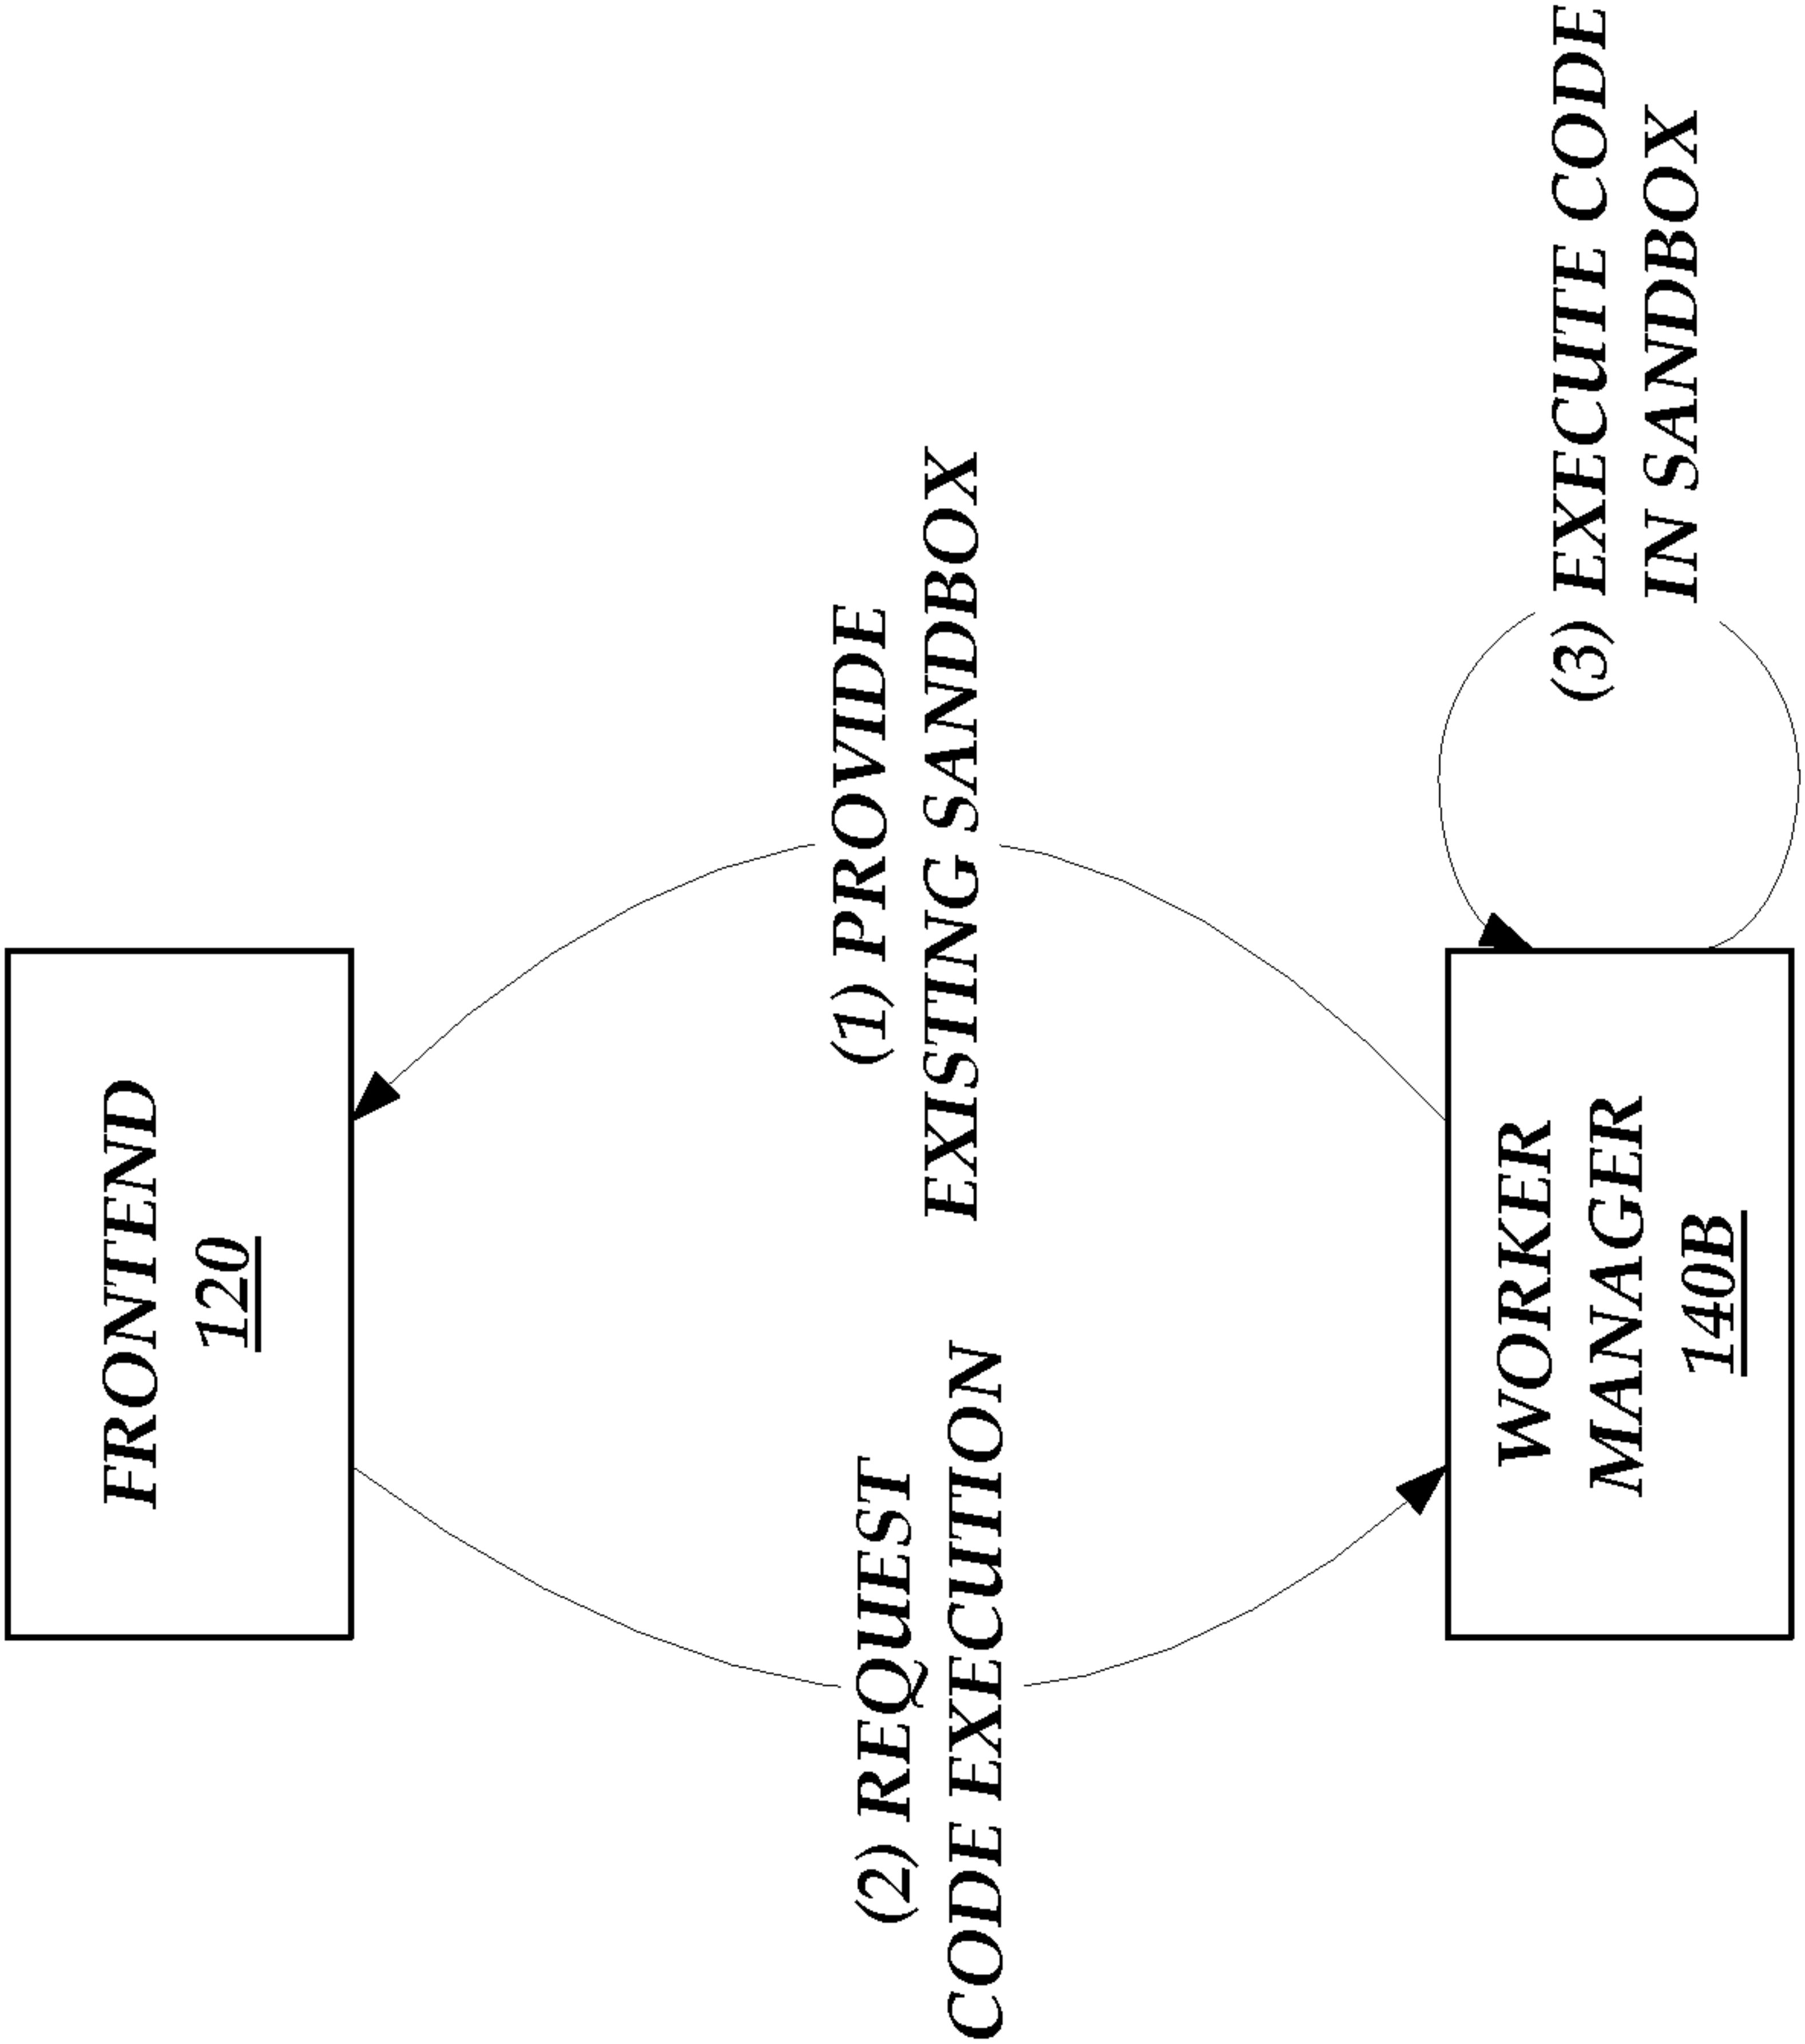 FRONTEND
120
(1) PROVIDE
EXISTING SANDBOX
(2) REQUEST
CODE EXECUTION
(3) EXECUTE CODE
IN SANDBOX
WORKER
MANAGER
140B